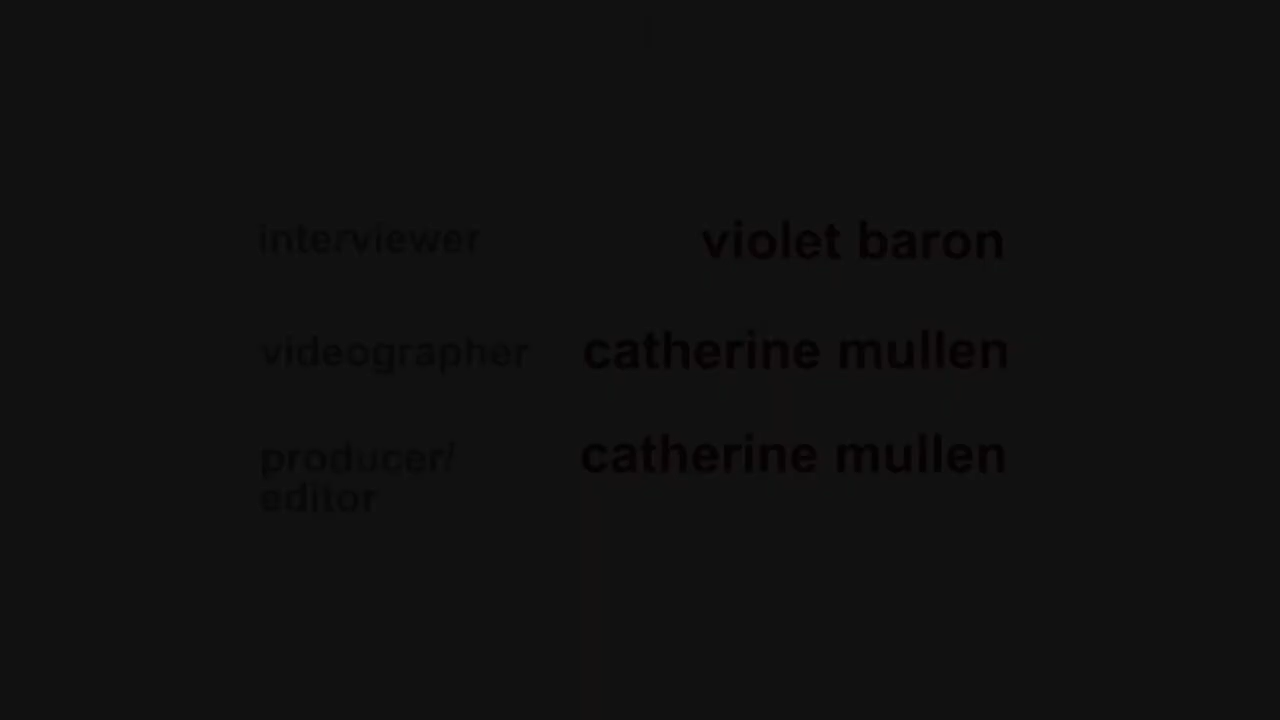 interviewer violet baron
videographer catherine mullen
producer/ catherine mullen
editor